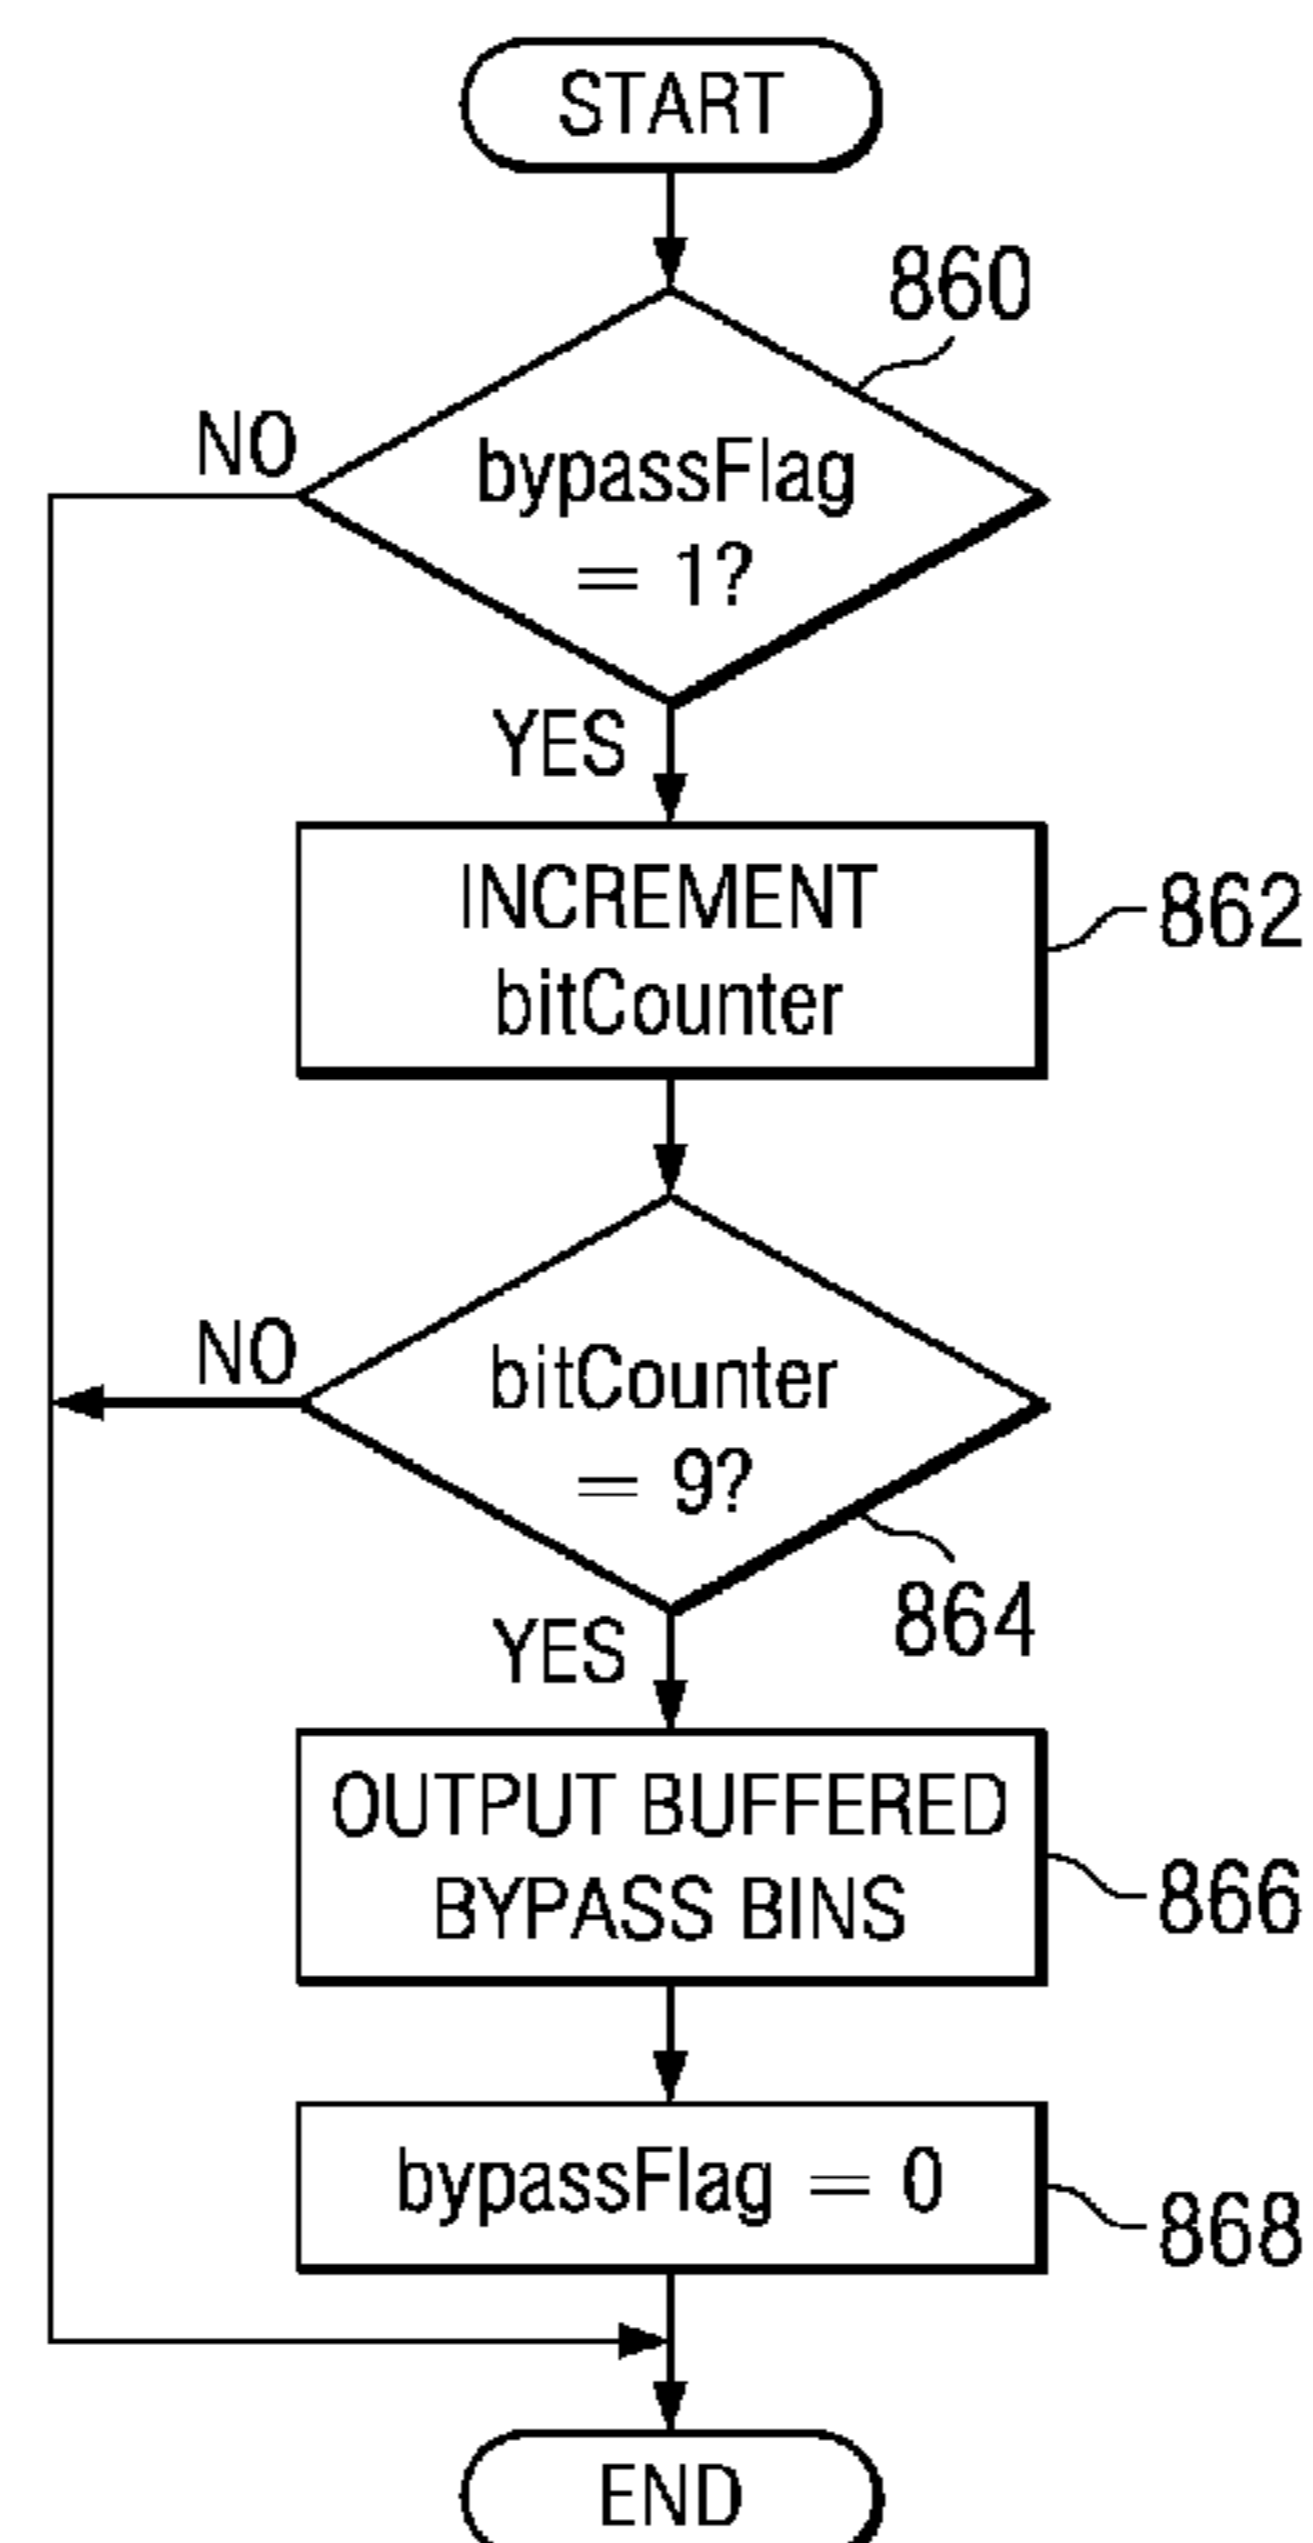 START
860
NO
bypassFlag
= 1?
YES
INCREMENT
bitCounter
862
NO
bitCounter
= 9?
864
YES
OUTPUT BUFFERED
BYPASS BINS
866
bypassFlag = 0
868
END